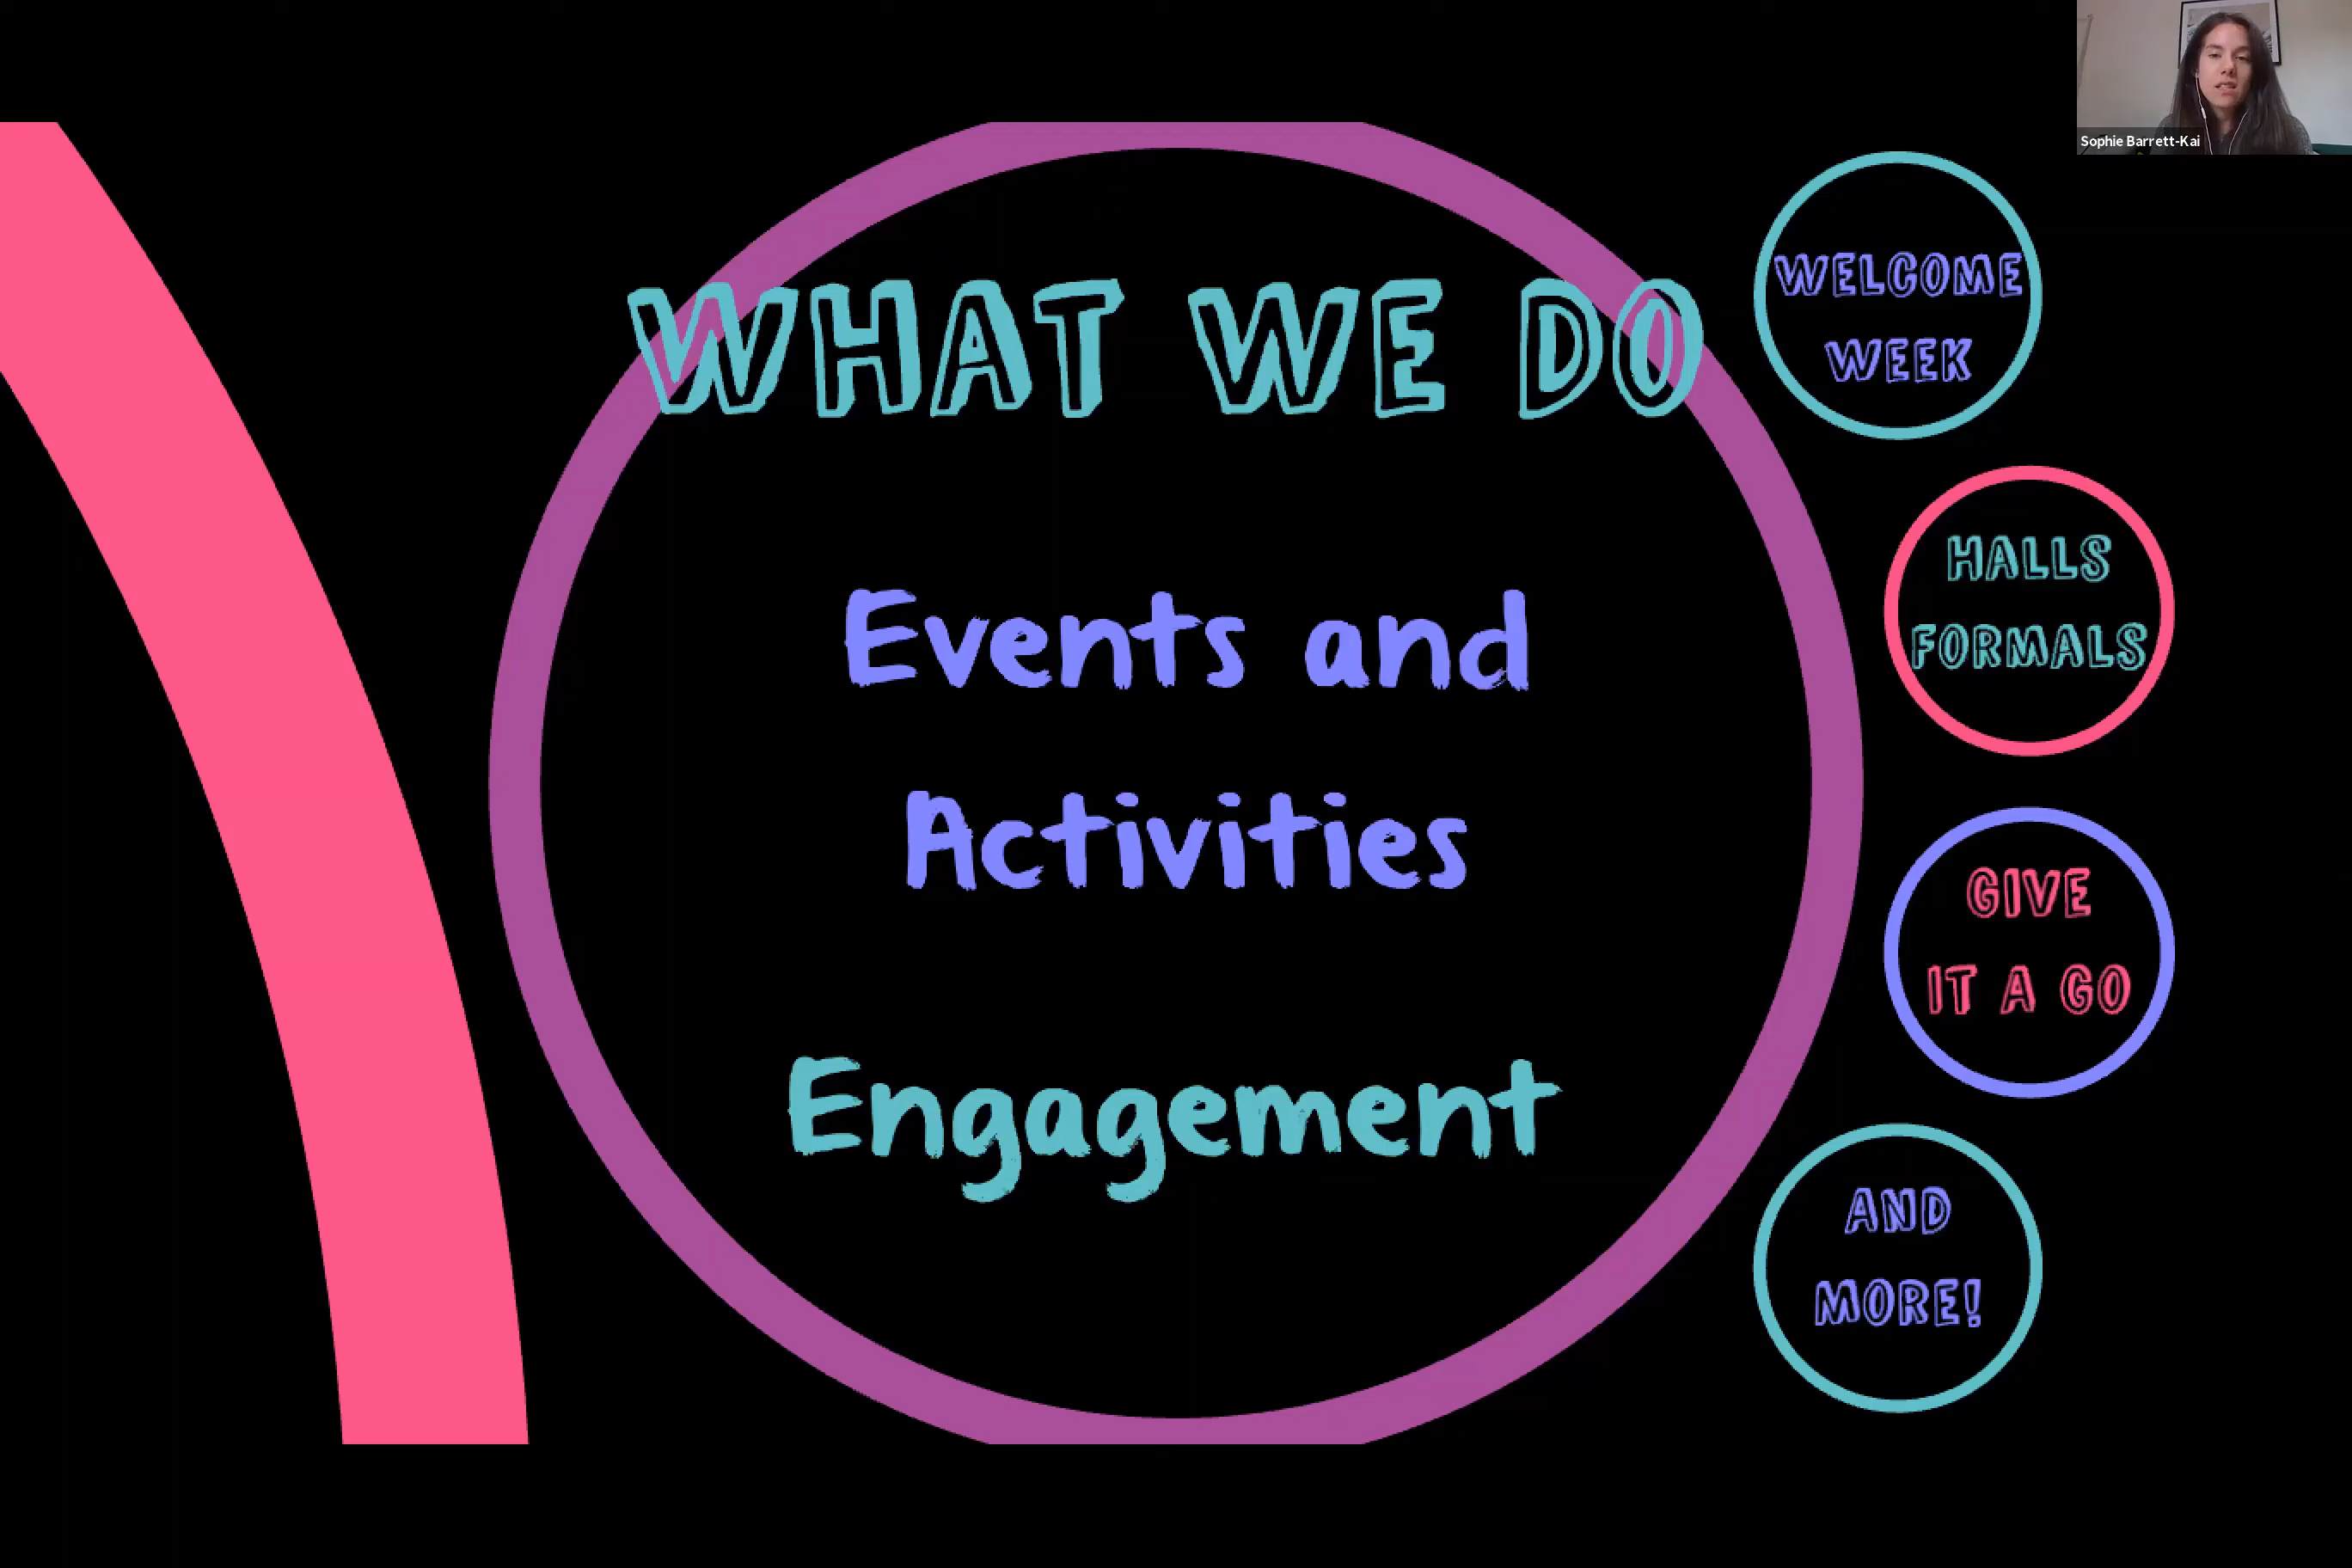 WHAT WE DO
Events and
Activities
Engagement
WELCOME
WEEK
HALLS
FORMALS
GIVE
IT A GO
AND
MORE!
Sophie Barrett-Kai